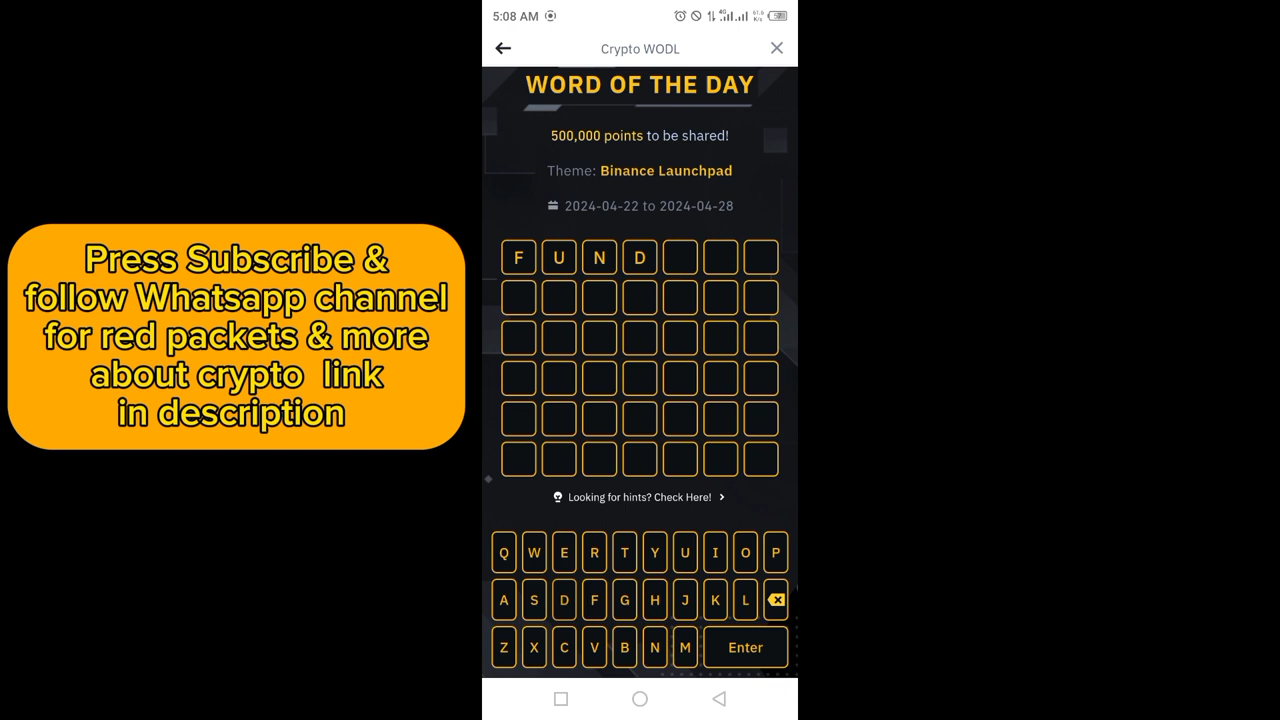 5:08 AM
4G
Crypto WODL
WORD OF THE DAY
500,000 points to be shared!
Theme: Binance Launchpad
2024-04-22 to 2024-04-28
F U N D
Looking for hints? Check Here!
Q W E R T Y U I O P
A S D F G H J K L
Z X C V B N M Enter
Press Subscribe &
follow Whatsapp channel
for red packets & more
about crypto link
in description